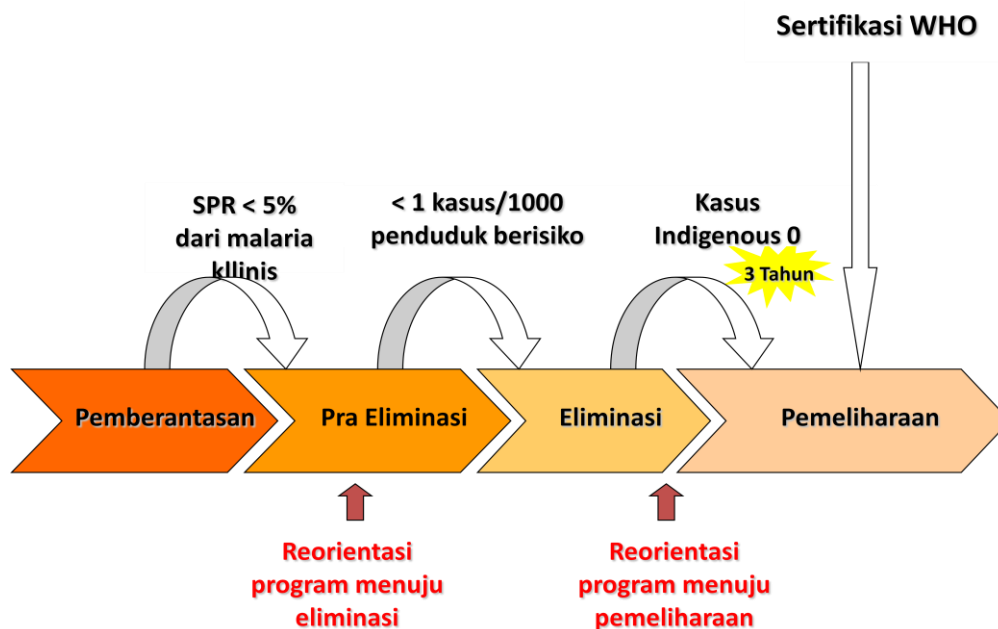 Sertifikasi WHO
SPR < 5%
dari malaria
kllinis
< 1 kasus/1000
penduduk berisiko
Kasus
Indigenous 0
3 Tahun
Pemberantasan
Pra Eliminasi
Eliminasi
Pemeliharaan
Reorientasi
program menuju
eliminasi
Reorientasi
program menuju
pemeliharaan